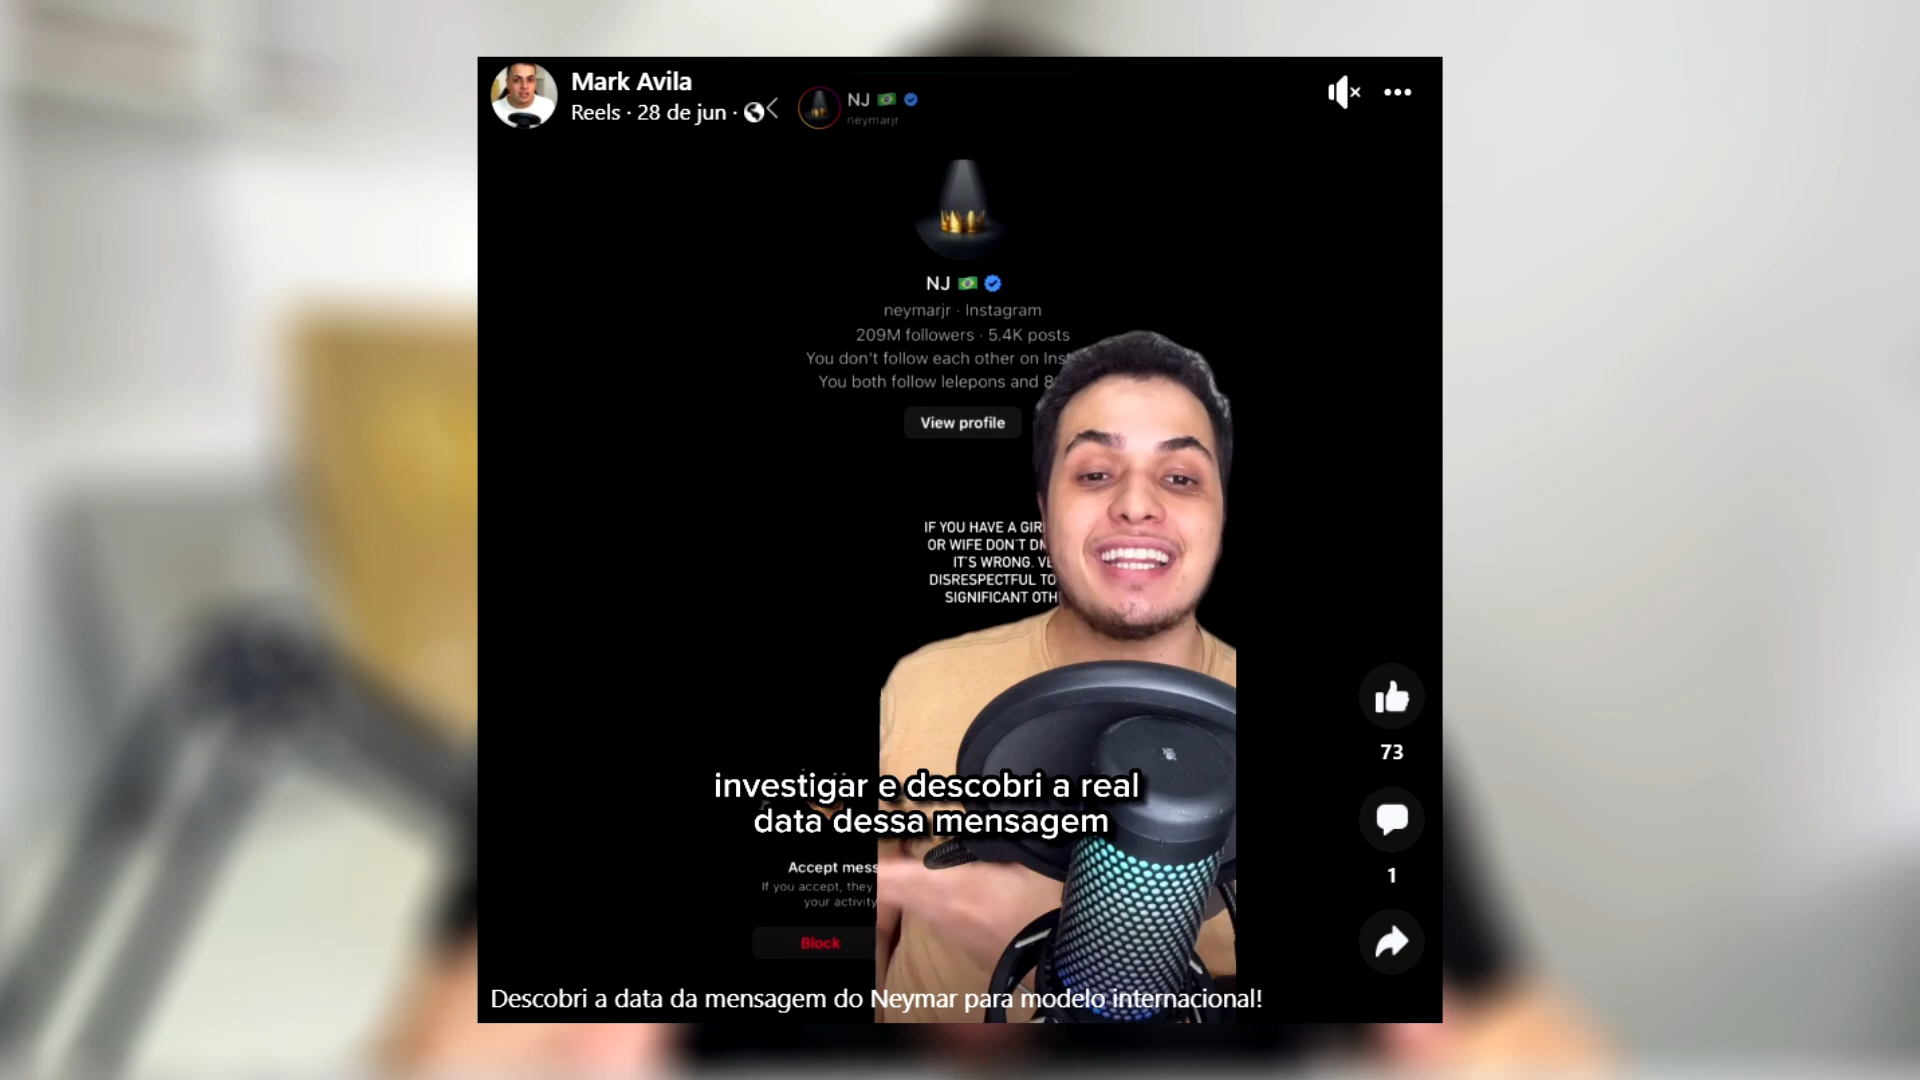 Mark Avila
Reels · 28 de jun ·
NJ
neymarjr
NJ
neymarjr · Instagram
209M followers · 5.4K posts
You don't follow each other on Inst
You both follow lelepons and 8
View profile
IF YOU HAVE A GIR
OR WIFE DON'T DM
IT'S WRONG. VE
DISRESPECTFUL TO
SIGNIFICANT OTH
investigar e descobri a real
data dessa mensagem
Accept mess
If you accept, they
your activity
Block
73
1
Descobri a data da mensagem do Neymar para modelo internacional!